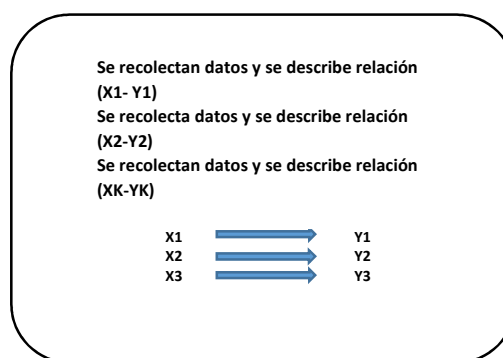 Se recolectan datos y se describe relación
(X1- Y1)
Se recolecta datos y se describe relación
(X2-Y2)
Se recolectan datos y se describe relación
(XK-YK)
X1 Y1
X2 Y2
X3 Y3